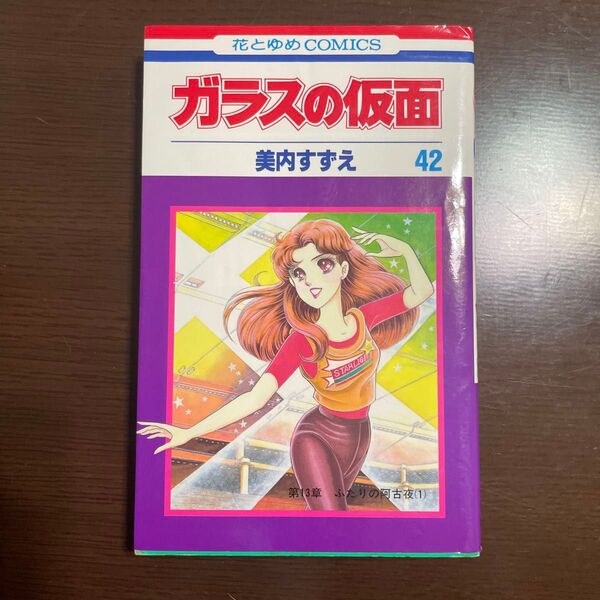 花とゆめCOMICS
ガラスの仮面
美内すずえ 42
STARLIGHT
第13章 ふたりの阿古夜(1)